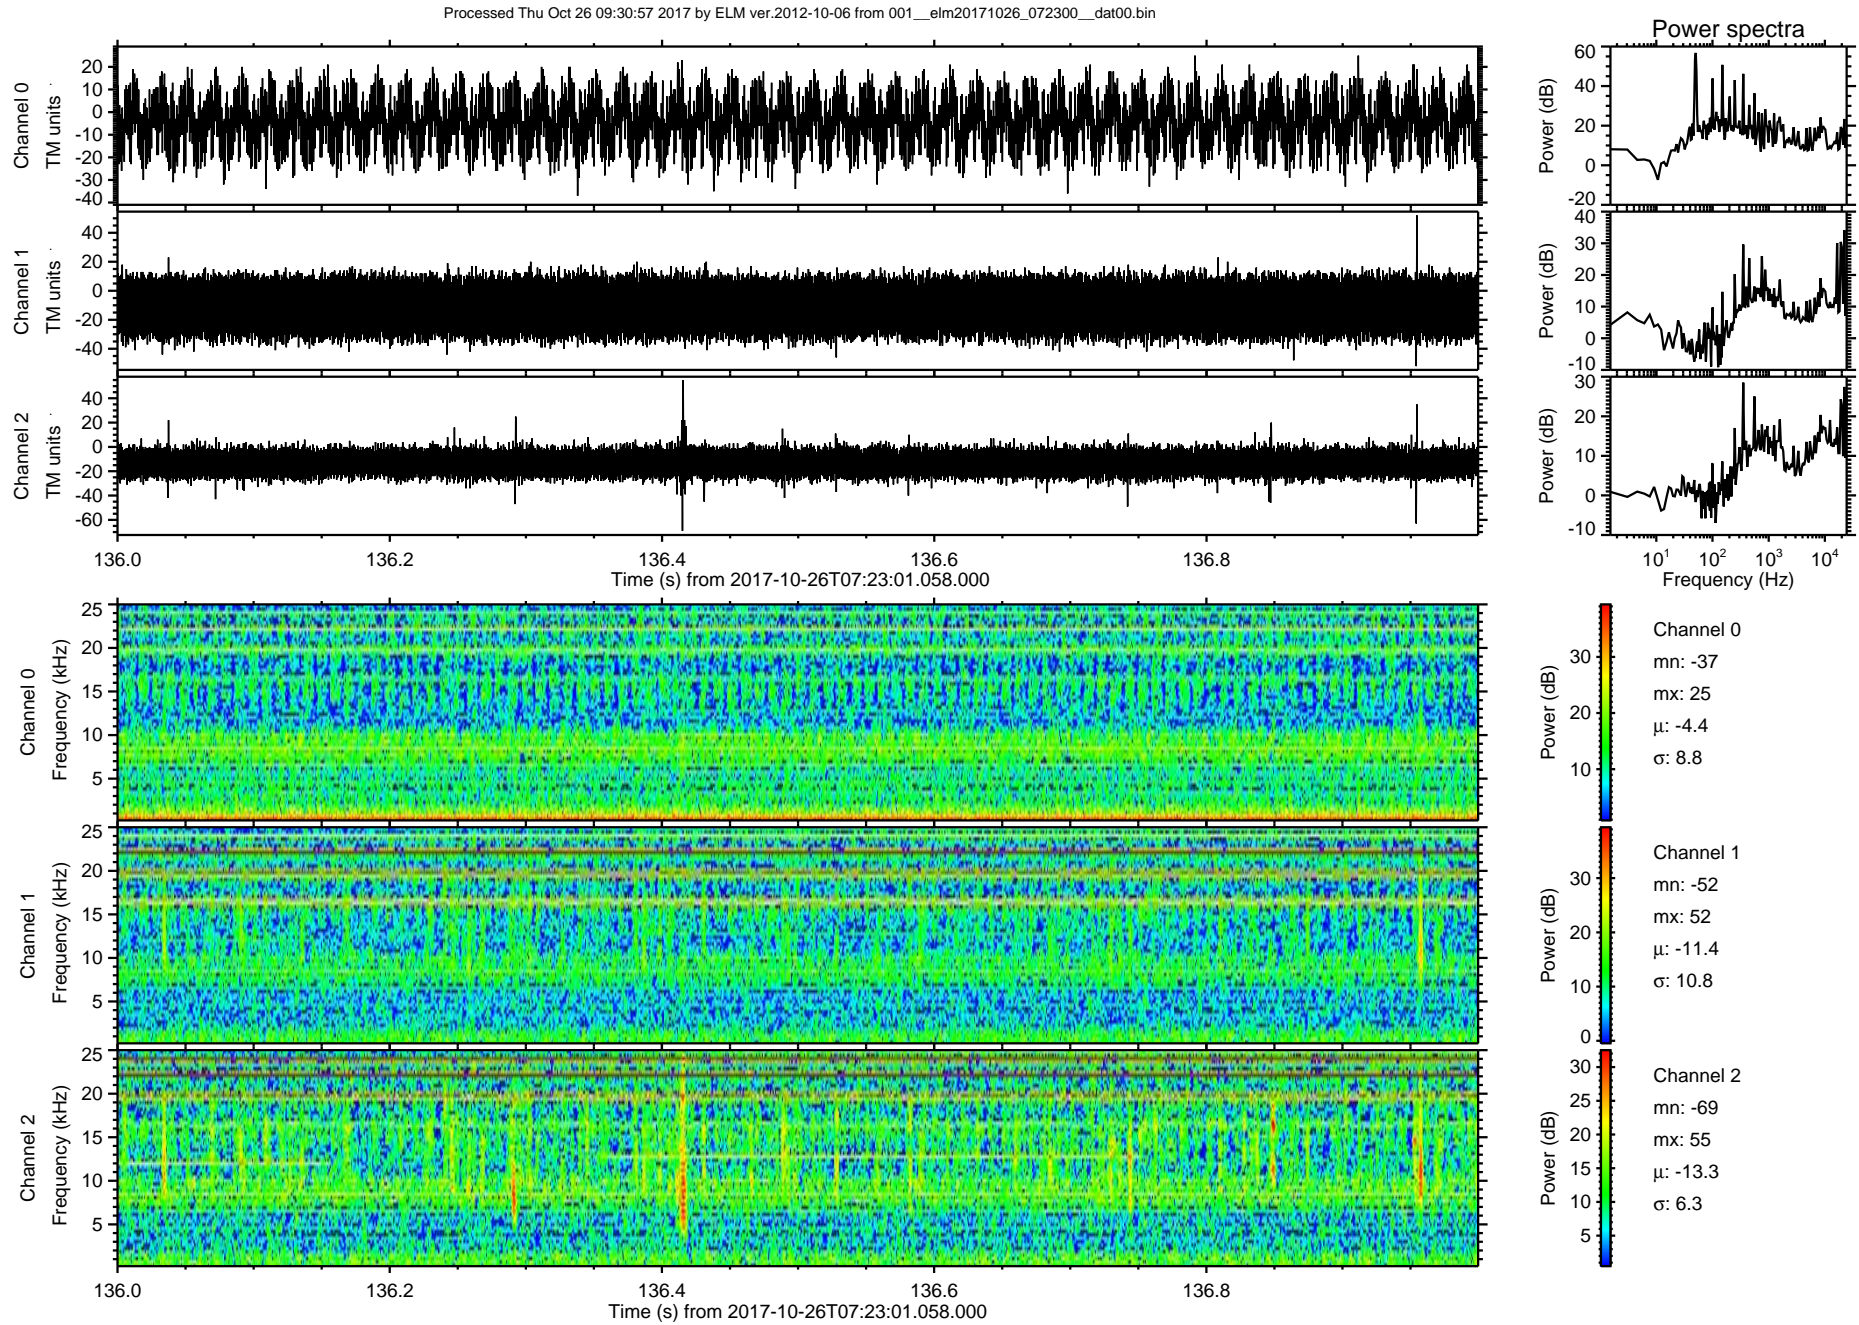 Processed Thu Oct 26 09:30:57 2017 by ELM ver.2012-10-06 from 001__elm20171026_072300__dat00.bin
Power spectra
Channel 0
TM units
20
10
0
-10
-20
-30
-40
Power (dB)
60
40
20
0
-20
Channel 1
TM units
40
20
0
-20
-40
Power (dB)
40
30
20
10
0
-10
Channel 2
TM units
40
20
0
-20
-40
-60
Power (dB)
30
20
10
0
-10
136.0 136.2 136.4 136.6 136.8
Time (s) from 2017-10-26T07:23:01.058.000
10¹ 10² 10³ 10⁴
Frequency (Hz)
Channel 0
Frequency (kHz)
25
20
15
10
5
Power (dB)
30
20
10
Channel 0
mn: -37
mx: 25
μ: -4.4
σ: 8.8
Channel 1
Frequency (kHz)
25
20
15
10
5
Power (dB)
30
20
10
0
Channel 1
mn: -52
mx: 52
μ: -11.4
σ: 10.8
Channel 2
Frequency (kHz)
25
20
15
10
5
Power (dB)
30
25
20
15
10
5
Channel 2
mn: -69
mx: 55
μ: -13.3
σ: 6.3
136.0 136.2 136.4 136.6 136.8
Time (s) from 2017-10-26T07:23:01.058.000